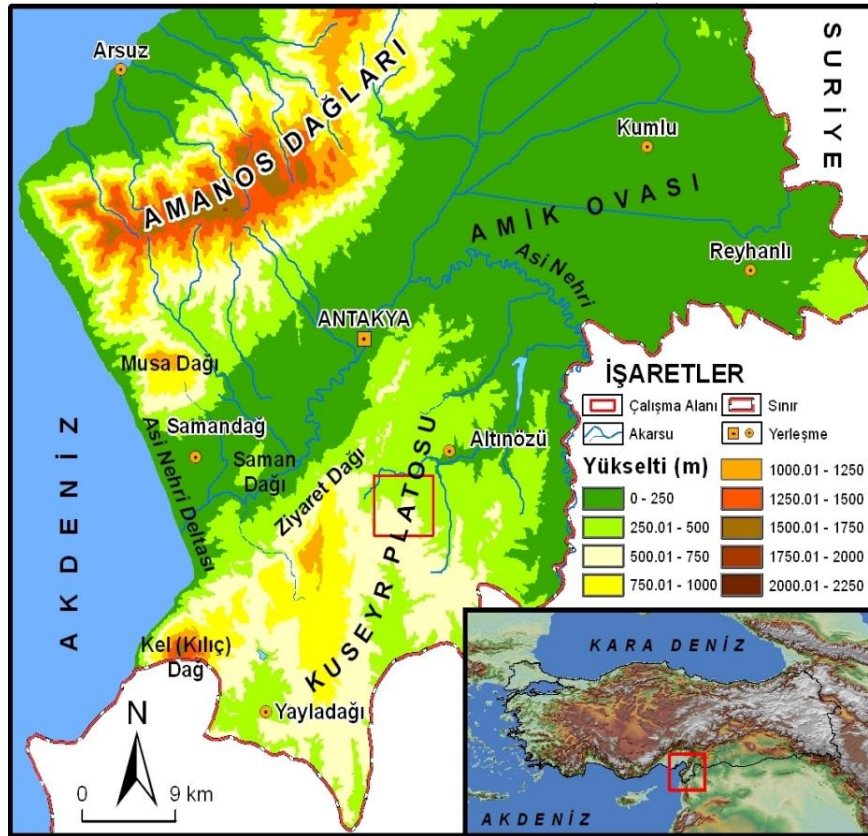 Arsuz
AMANOS DAĞLARI
SURİYE
Kumlu
AMİK OVASI
Reyhanlı
Asi Nehri
ANTAKYA
Musa Dağı
Samandağ
Asi Nehri Deltası
Saman
Dağı
Ziyaret Dağı
Altınözü
KUSEYR PLATOSU
AKDENİZ
Kel (Kılıç)
Dağ
Yayladağı
N
0 9 km
İŞARETLER
Çalışma Alanı Sınır
Akarsu Yerleşme
Yükselti (m)
0 - 250
250.01 - 500
500.01 - 750
750.01 - 1000
1000.01 - 1250
1250.01 - 1500
1500.01 - 1750
1750.01 - 2000
2000.01 - 2250
KARA DENİZ
AKDENİZ